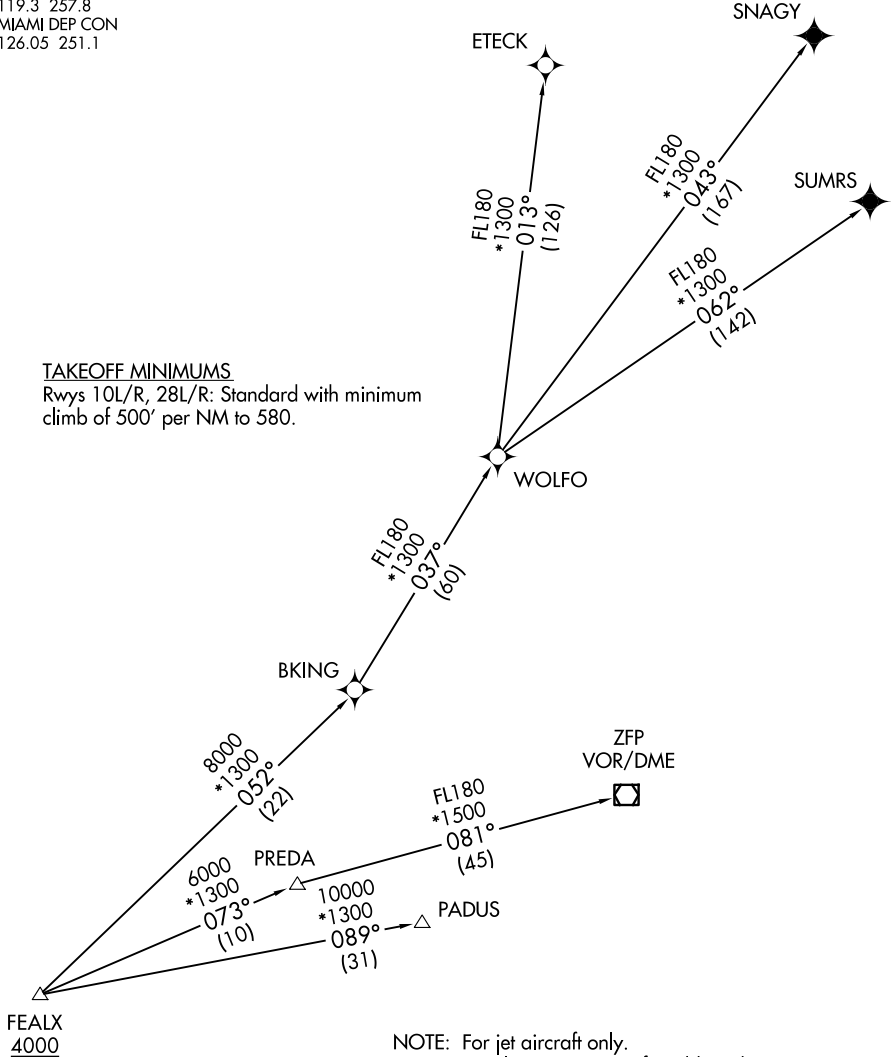 119.3 257.8
MIAMI DEP CON
126.05 251.1
SNAGY
ETECK
FL180
*1300
043°
(167)
SUMRS
FL180
*1300
013°
(126)
FL180
*1300
062°
(142)
TAKEOFF MINIMUMS
Rwys 10L/R, 28L/R: Standard with minimum
climb of 500' per NM to 580.
WOLFO
FL180
*1300
037°
(60)
BKING
8000
*1300
052°
(22)
ZFP
VOR/DME
FL180
*1500
081°
(45)
PREDA
6000
*1300
073°
(10)
10000
*1300
089°
(31)
PADUS
FEALX
4000
NOTE: For jet aircraft only.